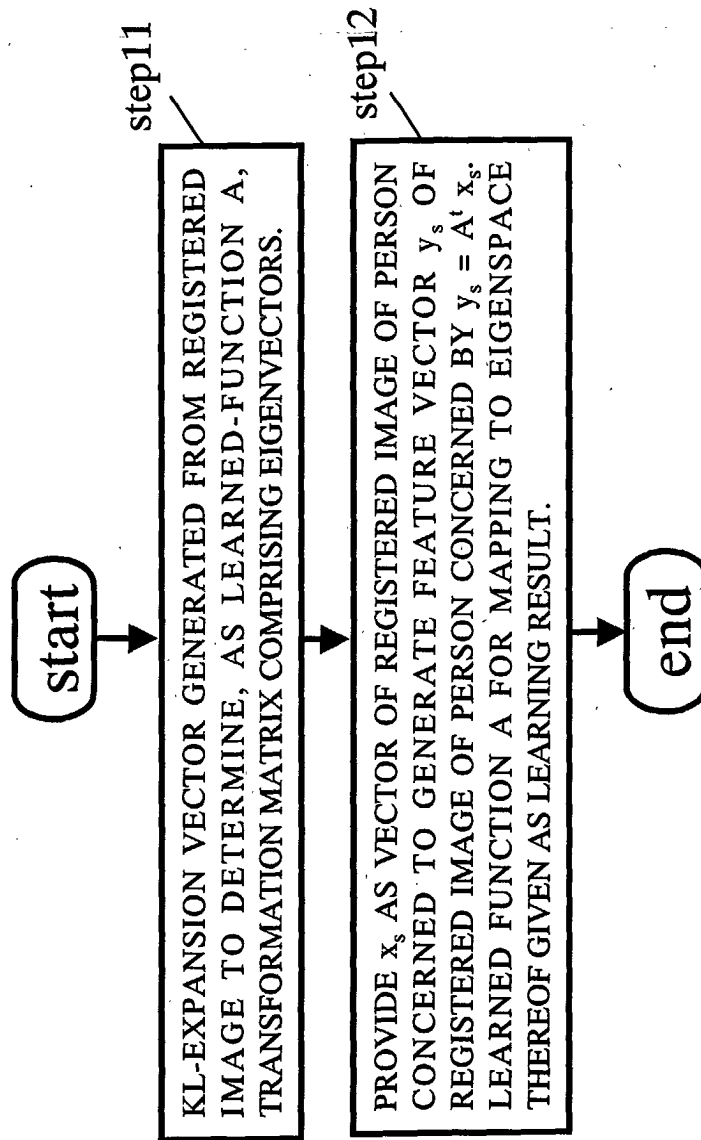 start
step11
KL-EXPANSION VECTOR GENERATED FROM REGISTERED
IMAGE TO DETERMINE, AS LEARNED-FUNCTION A,
TRANSFORMATION MATRIX COMPRISING EIGENVECTORS.
step12
PROVIDE xₛ AS VECTOR OF REGISTERED IMAGE OF PERSON
CONCERNED TO GENERATE FEATURE VECTOR yₛ OF
REGISTERED IMAGE OF PERSON CONCERNED BY yₛ = Aᵗ xₛ.
LEARNED FUNCTION A FOR MAPPING TO EIGENSPACE
THEREOF GIVEN AS LEARNING RESULT.
end